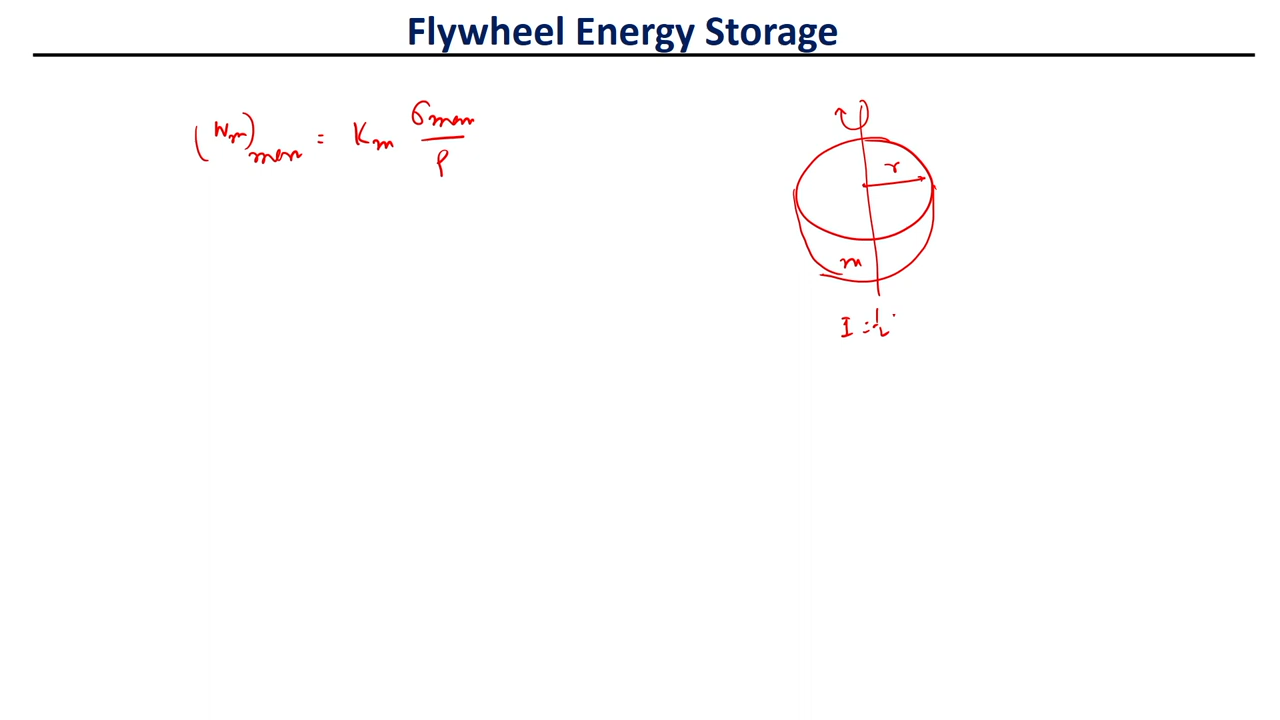 Flywheel Energy Storage
(Wm)max = Km σmax / ρ
r
m
I = 1/2